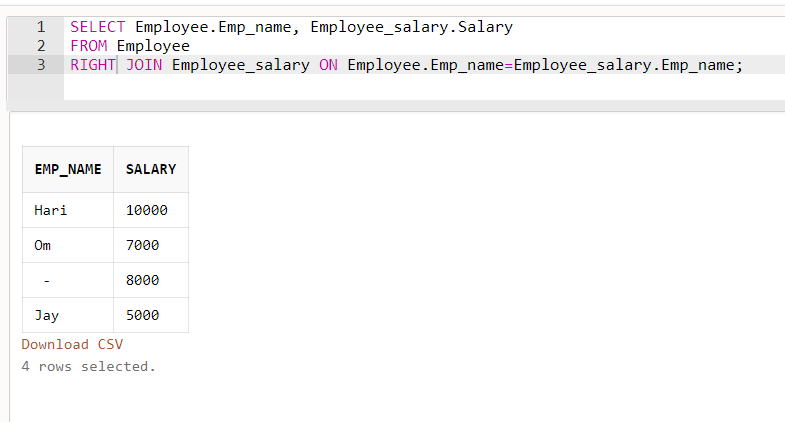 1 SELECT Employee.Emp_name, Employee_salary.Salary
2 FROM Employee
3 RIGHT JOIN Employee_salary ON Employee.Emp_name=Employee_salary.Emp_name;
EMP_NAME SALARY
Hari 10000
Om 7000
- 8000
Jay 5000
Download CSV
4 rows selected.